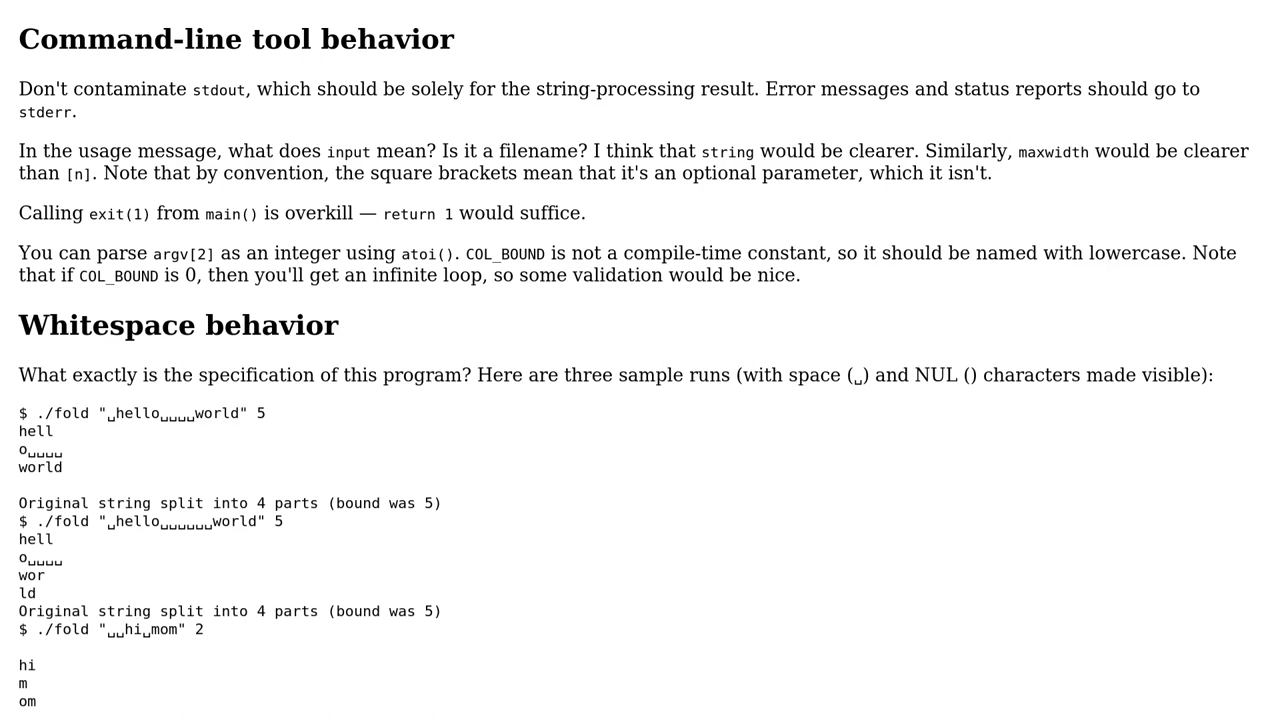 Command-line tool behavior
Don't contaminate stdout, which should be solely for the string-processing result. Error messages and status reports should go to
stderr.
In the usage message, what does input mean? Is it a filename? I think that string would be clearer. Similarly, maxwidth would be clearer
than [n]. Note that by convention, the square brackets mean that it's an optional parameter, which it isn't.
Calling exit(1) from main() is overkill — return 1 would suffice.
You can parse argv[2] as an integer using atoi(). COL_BOUND is not a compile-time constant, so it should be named with lowercase. Note
that if COL_BOUND is 0, then you'll get an infinite loop, so some validation would be nice.
Whitespace behavior
What exactly is the specification of this program? Here are three sample runs (with space (␣) and NUL () characters made visible):
$ ./fold "␣hello␣␣␣␣world" 5
hell
o␣␣␣␣
world
Original string split into 4 parts (bound was 5)
$ ./fold "␣hello␣␣␣␣␣␣world" 5
hell
o␣␣␣␣
wor
ld
Original string split into 4 parts (bound was 5)
$ ./fold "␣␣hi␣mom" 2
hi
m
om